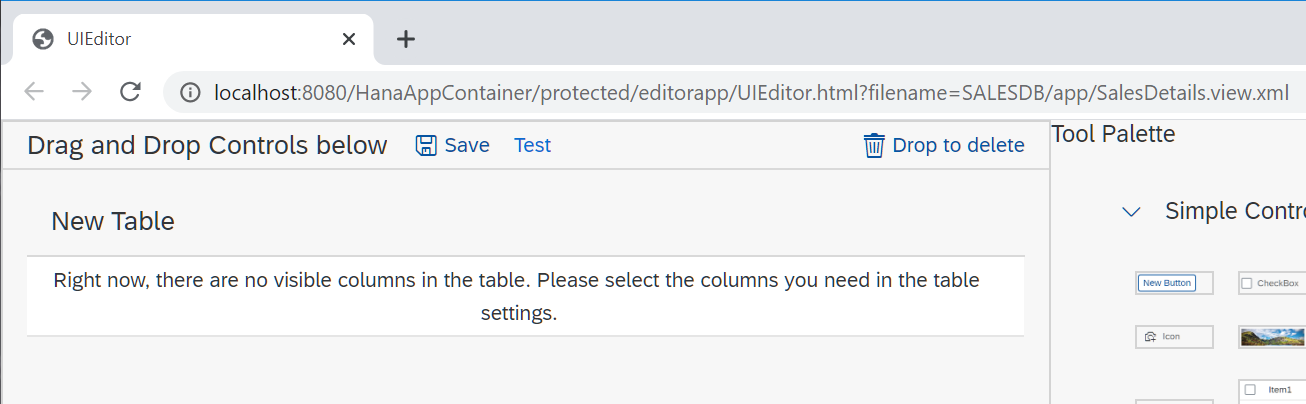 UIEditor
localhost:8080/HanaAppContainer/protected/editorapp/UIEditor.html?filename=SALESDB/app/SalesDetails.view.xml
Drag and Drop Controls below Save Test Drop to delete
Tool Palette
New Table
Simple Contro
Right now, there are no visible columns in the table. Please select the columns you need in the table
settings.
New Button CheckBox
Icon
Item1